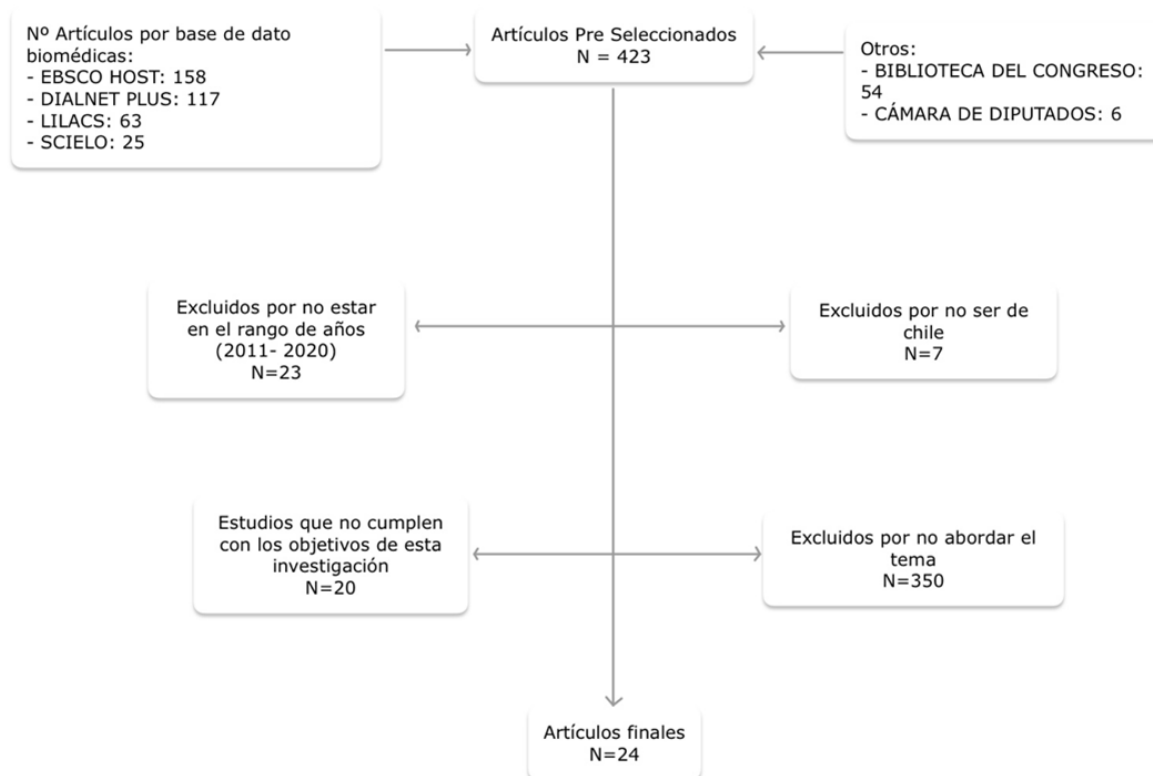 Nº Artículos por base de dato
biomédicas:
- EBSCO HOST: 158
- DIALNET PLUS: 117
- LILACS: 63
- SCIELO: 25
Artículos Pre Seleccionados
N = 423
Otros:
- BIBLIOTECA DEL CONGRESO:
54
- CÁMARA DE DIPUTADOS: 6
Excluidos por no estar
en el rango de años
(2011- 2020)
N=23
Excluidos por no ser de
chile
N=7
Estudios que no cumplen
con los objetivos de esta
investigación
N=20
Excluidos por no abordar el
tema
N=350
Artículos finales
N=24